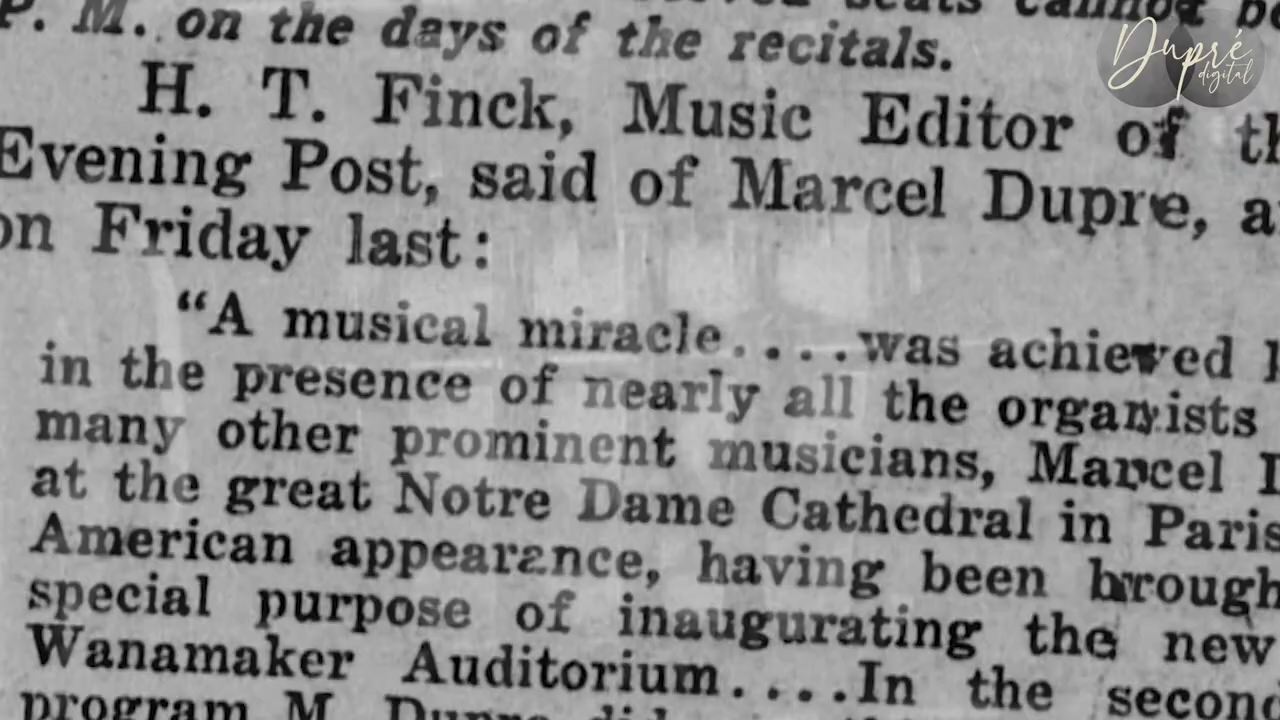 P. M. on the days of the recitals.
Dupré
digital
H. T. Finck, Music Editor of
Evening Post, said of Marcel Dupre,
on Friday last:
“A musical miracle....was achieved
in the presence of nearly all the organists
many other prominent musicians, Marcel
at the great Notre Dame Cathedral in Paris
American appearance, having been brough
special purpose of inaugurating the new
Wanamaker Auditorium....In the second
program M. Dupre did